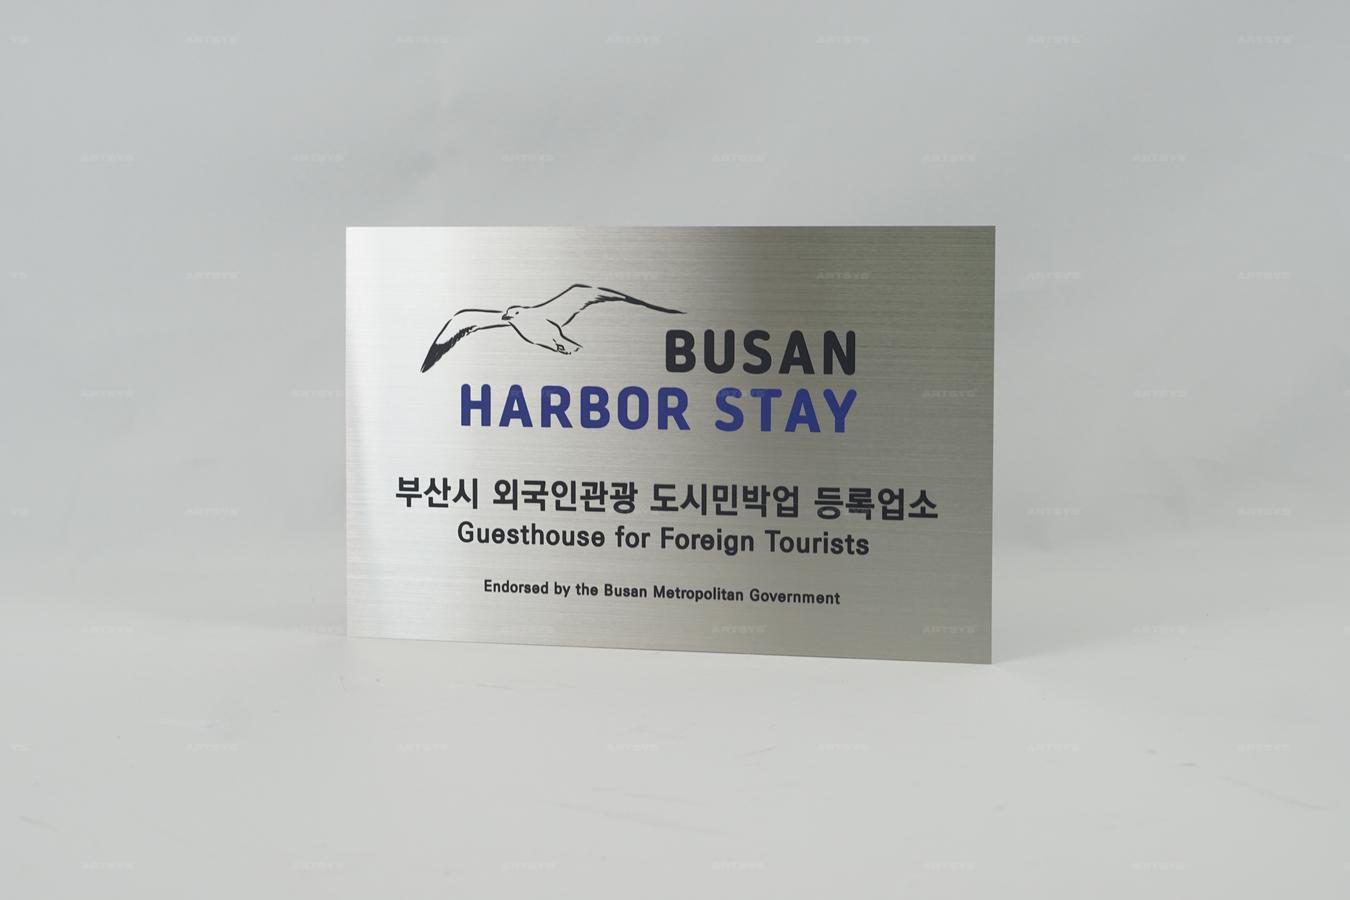 BUSAN
HARBOR STAY
부산시 외국인관광 도시민박업 등록업소
Guesthouse for Foreign Tourists
Endorsed by the Busan Metropolitan Government
ARTSYS